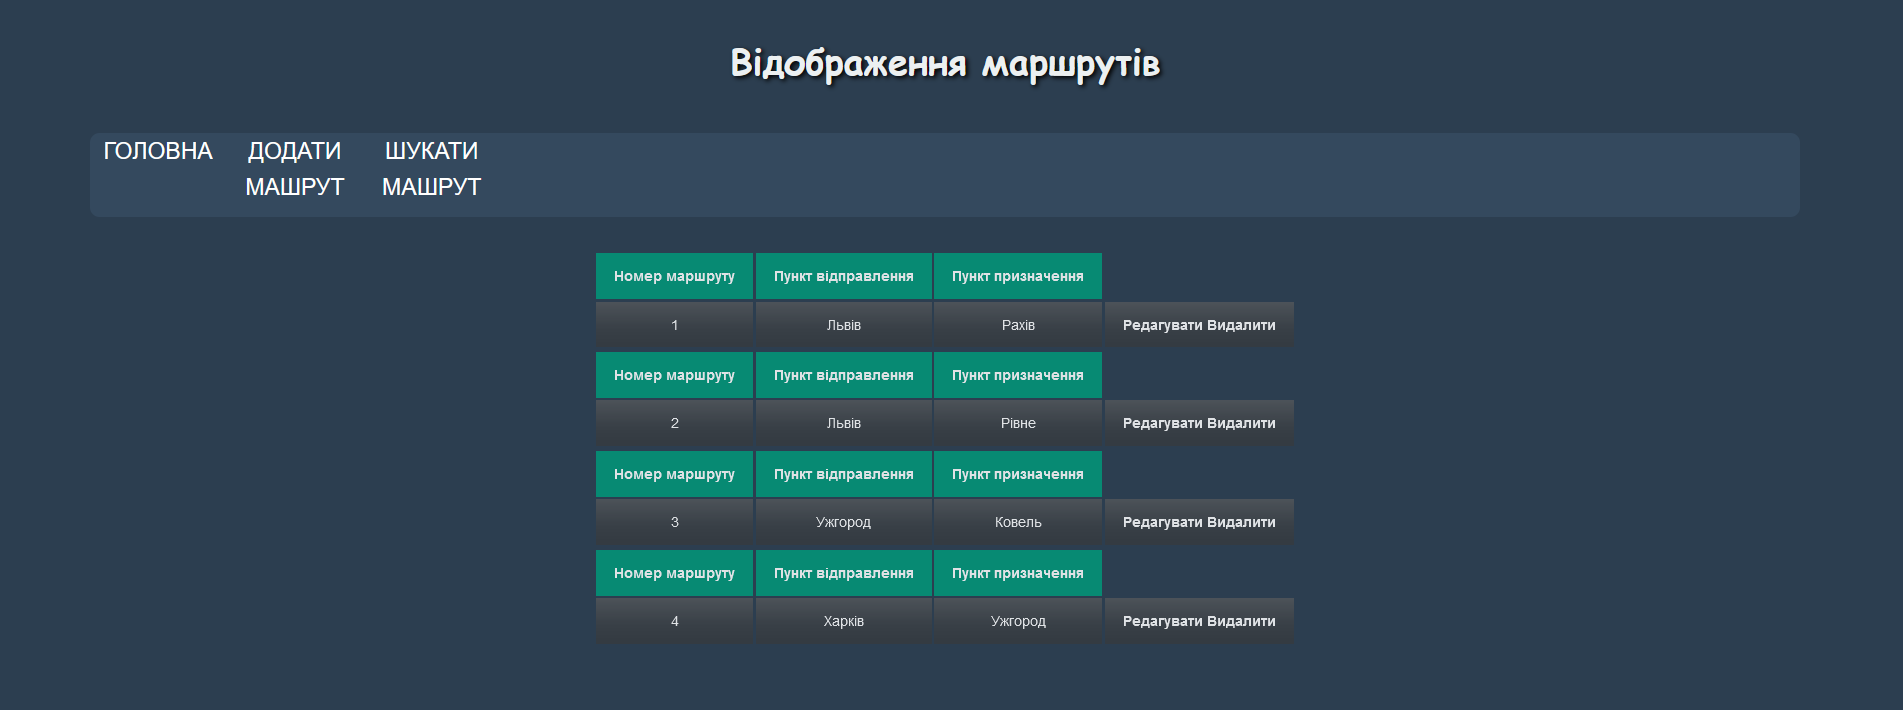 Відображення маршрутів
ГОЛОВНА ДОДАТИ ШУКАТИ
МАШРУТ МАШРУТ
Номер маршруту Пункт відправлення Пункт призначення
1 Львів Рахів Редагувати Видалити
Номер маршруту Пункт відправлення Пункт призначення
2 Львів Рівне Редагувати Видалити
Номер маршруту Пункт відправлення Пункт призначення
3 Ужгород Ковель Редагувати Видалити
Номер маршруту Пункт відправлення Пункт призначення
4 Харків Ужгород Редагувати Видалити